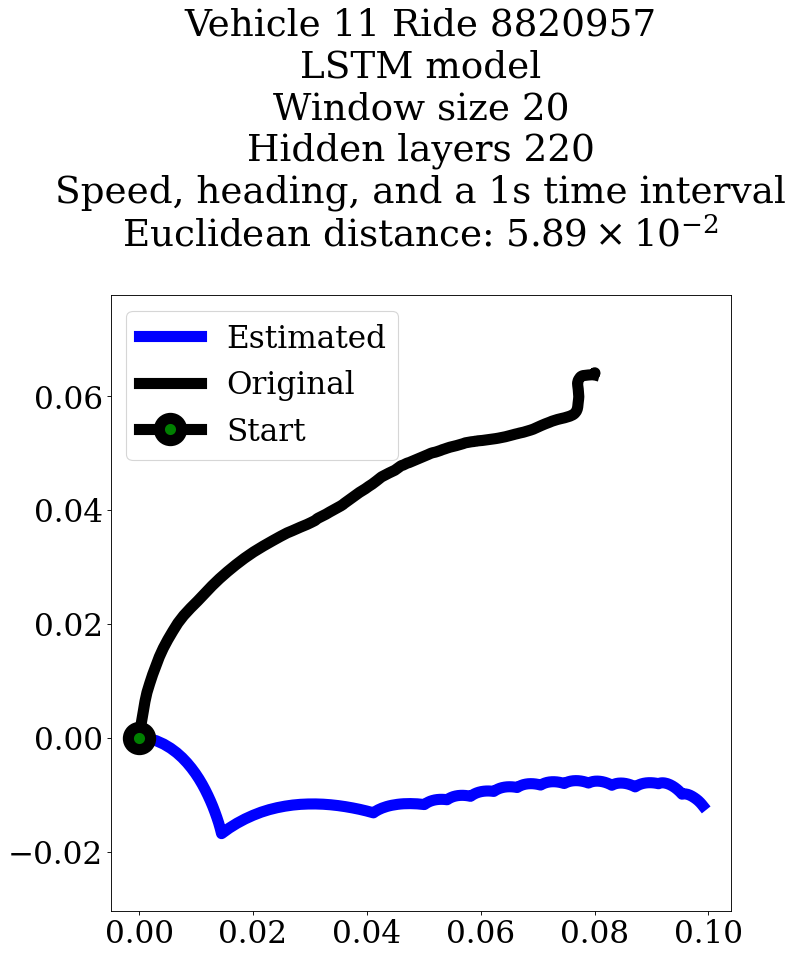 Vehicle 11 Ride 8820957
LSTM model
Window size 20
Hidden layers 220
Speed, heading, and a 1s time interval
Euclidean distance: 5.89 × 10⁻²
Estimated
Original
Start
0.06
0.04
0.02
0.00
−0.02
0.00 0.02 0.04 0.06 0.08 0.10